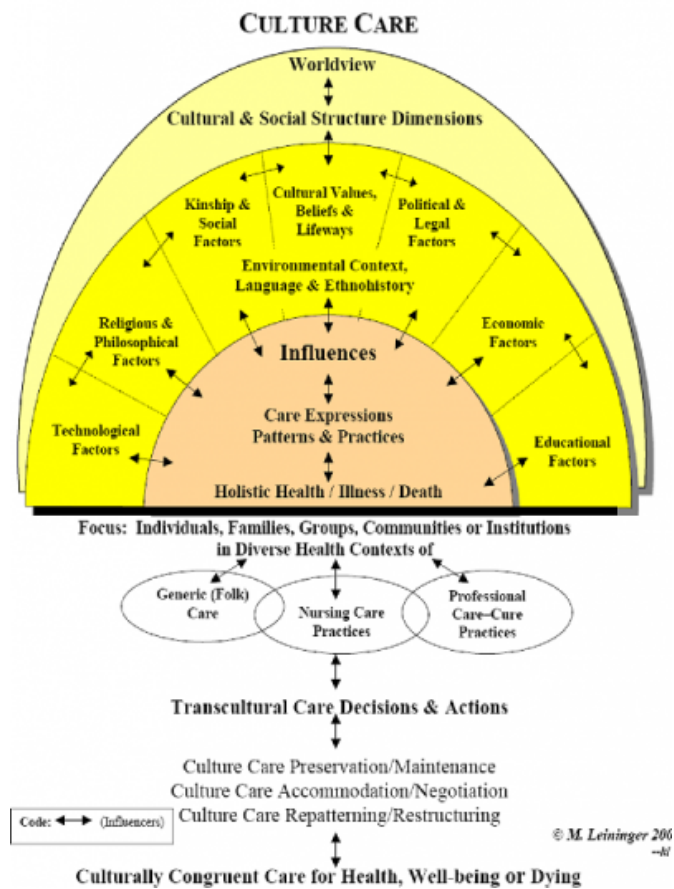 CULTURE CARE
Worldview
Cultural & Social Structure Dimensions
Kinship &
Social
Factors
Cultural Values,
Beliefs &
Lifeways
Political &
Legal
Factors
Environmental Context,
Language & Ethnohistory
Religious &
Philosophical
Factors
Economic
Factors
Technological
Factors
Educational
Factors
Influences
Care Expressions
Patterns & Practices
Holistic Health / Illness / Death
Focus: Individuals, Families, Groups, Communities or Institutions
in Diverse Health Contexts of
Generic (Folk)
Care
Nursing Care
Practices
Professional
Care–Cure
Practices
Transcultural Care Decisions & Actions
Culture Care Preservation/Maintenance
Culture Care Accommodation/Negotiation
Culture Care Repatterning/Restructuring
Code: (Influencers)
© M. Leininger
Culturally Congruent Care for Health, Well-being or Dying